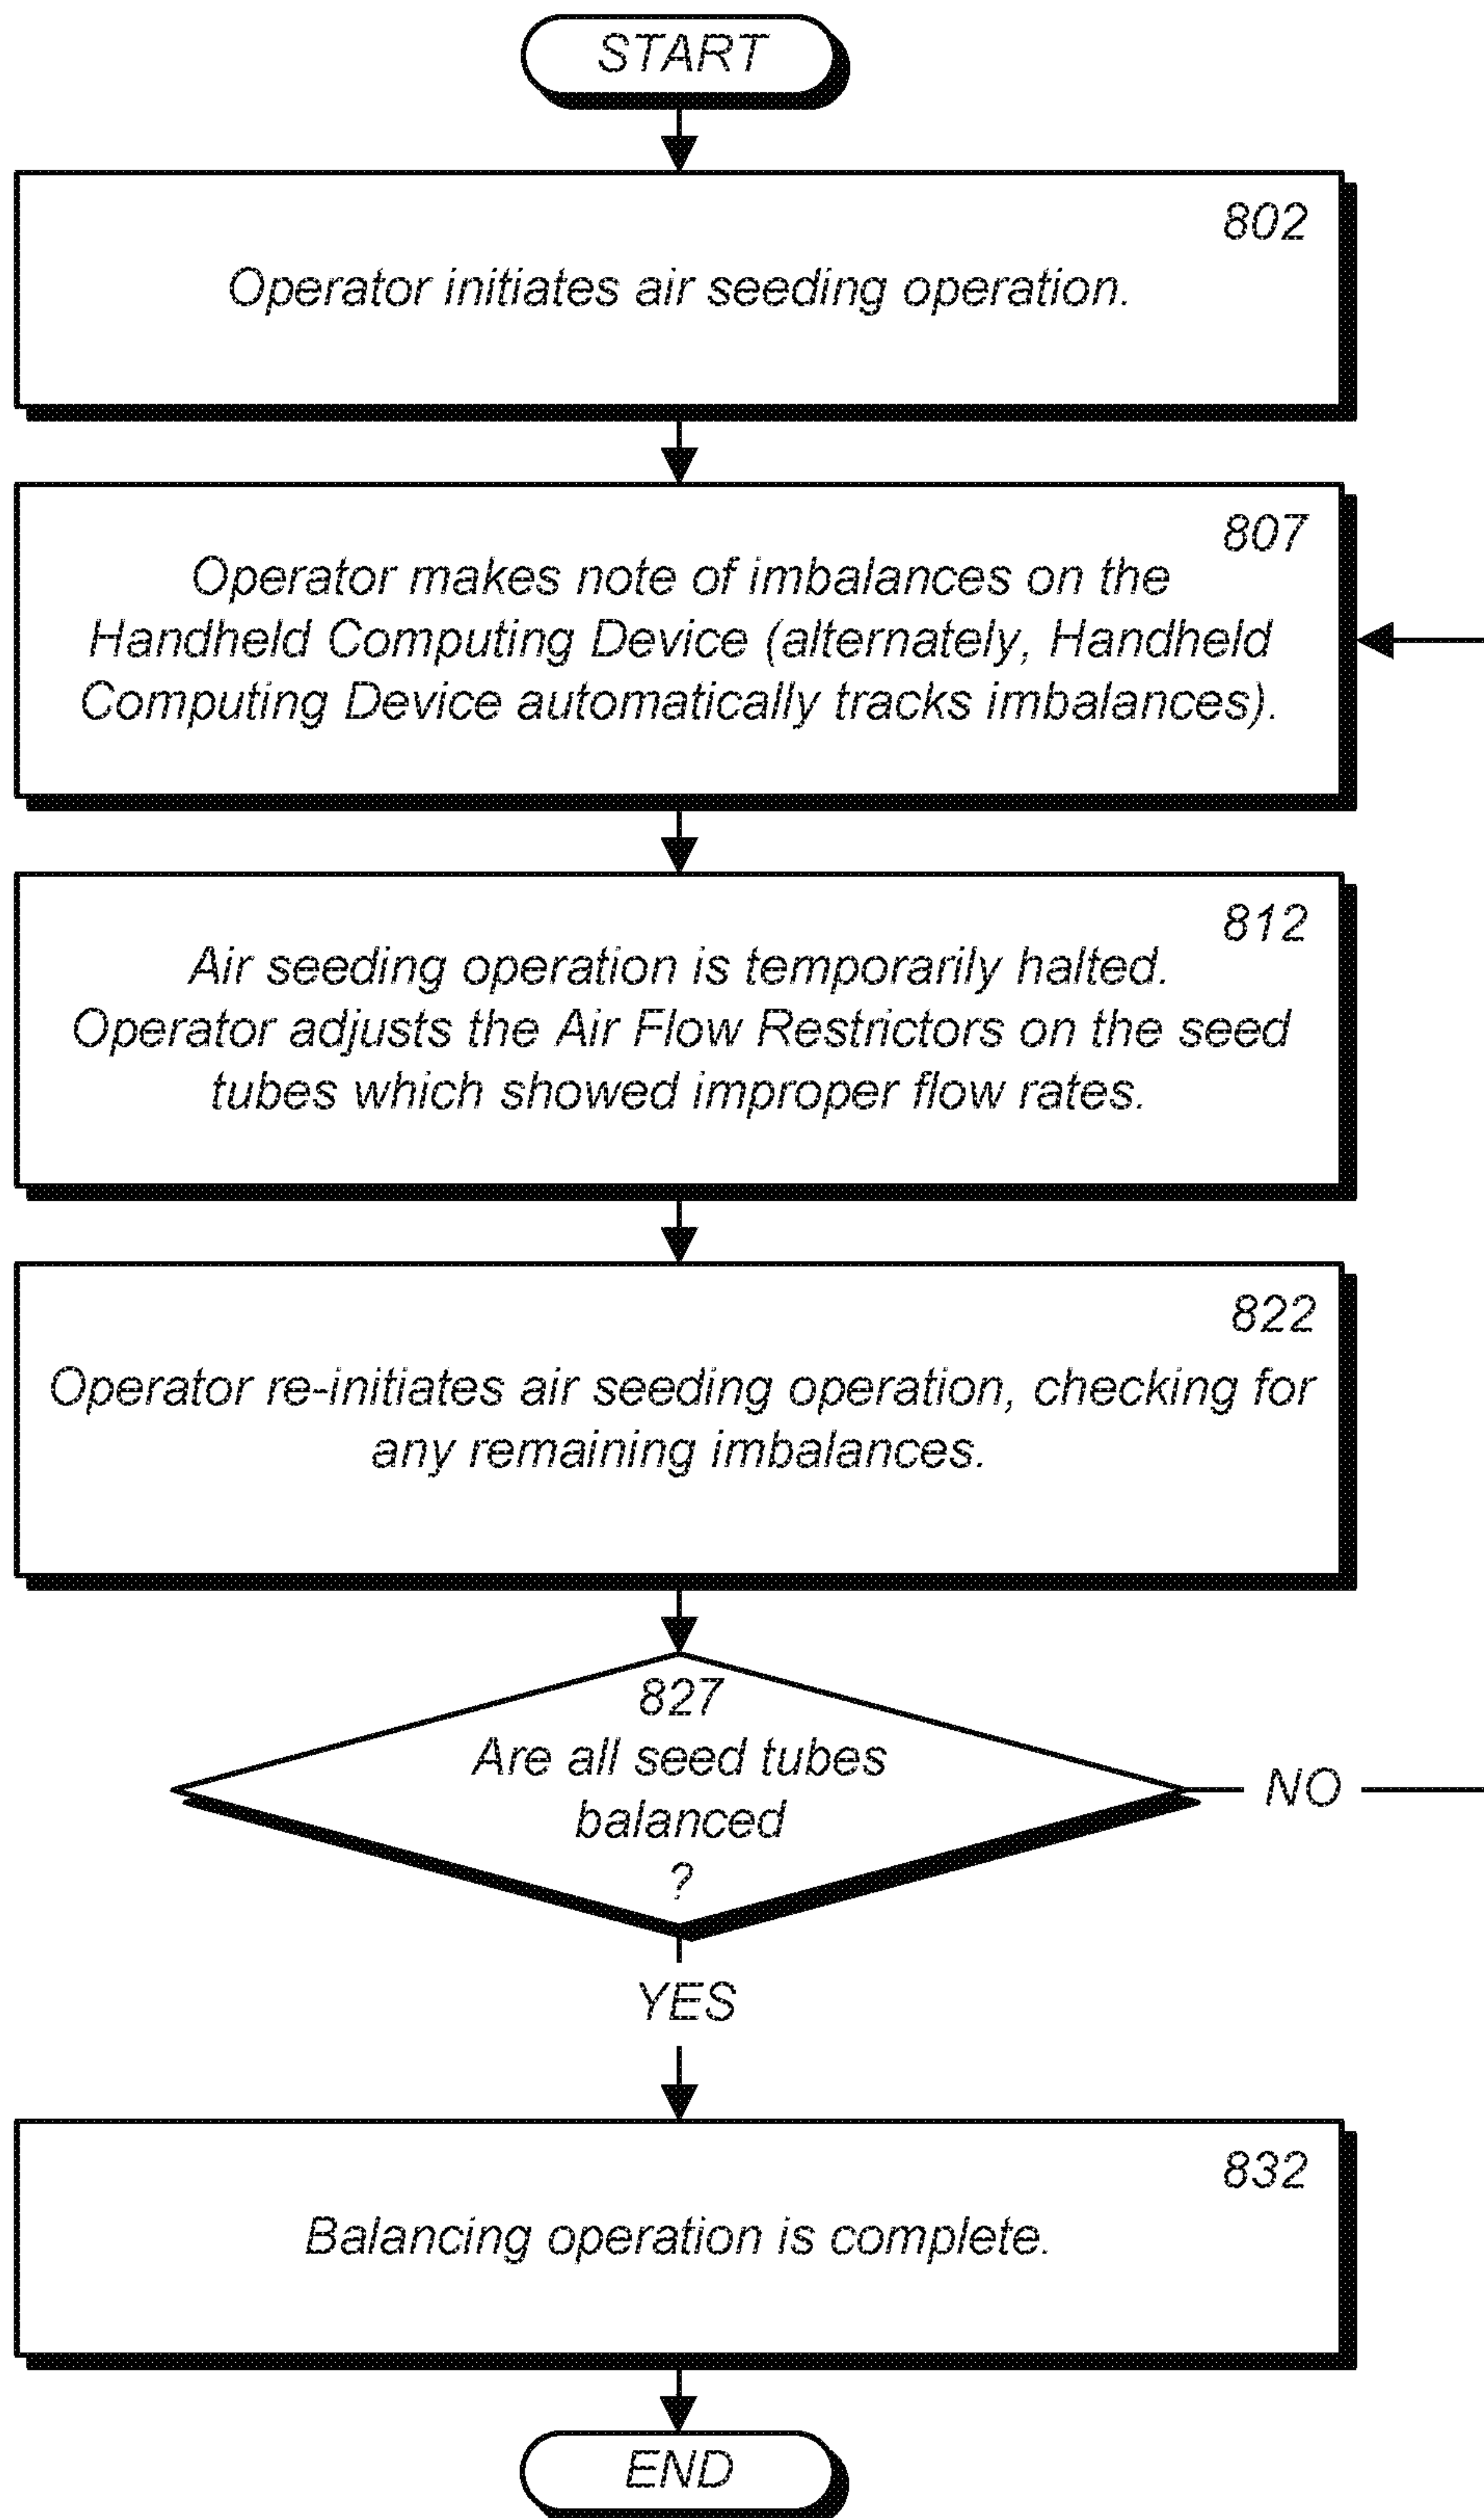 START
802
Operator initiates air seeding operation.
807
Operator makes note of imbalances on the
Handheld Computing Device (alternately, Handheld
Computing Device automatically tracks imbalances).
812
Air seeding operation is temporarily halted.
Operator adjusts the Air Flow Restrictors on the seed
tubes which showed improper flow rates.
822
Operator re-initiates air seeding operation, checking for
any remaining imbalances.
827
Are all seed tubes
balanced
?
NO
YES
832
Balancing operation is complete.
END